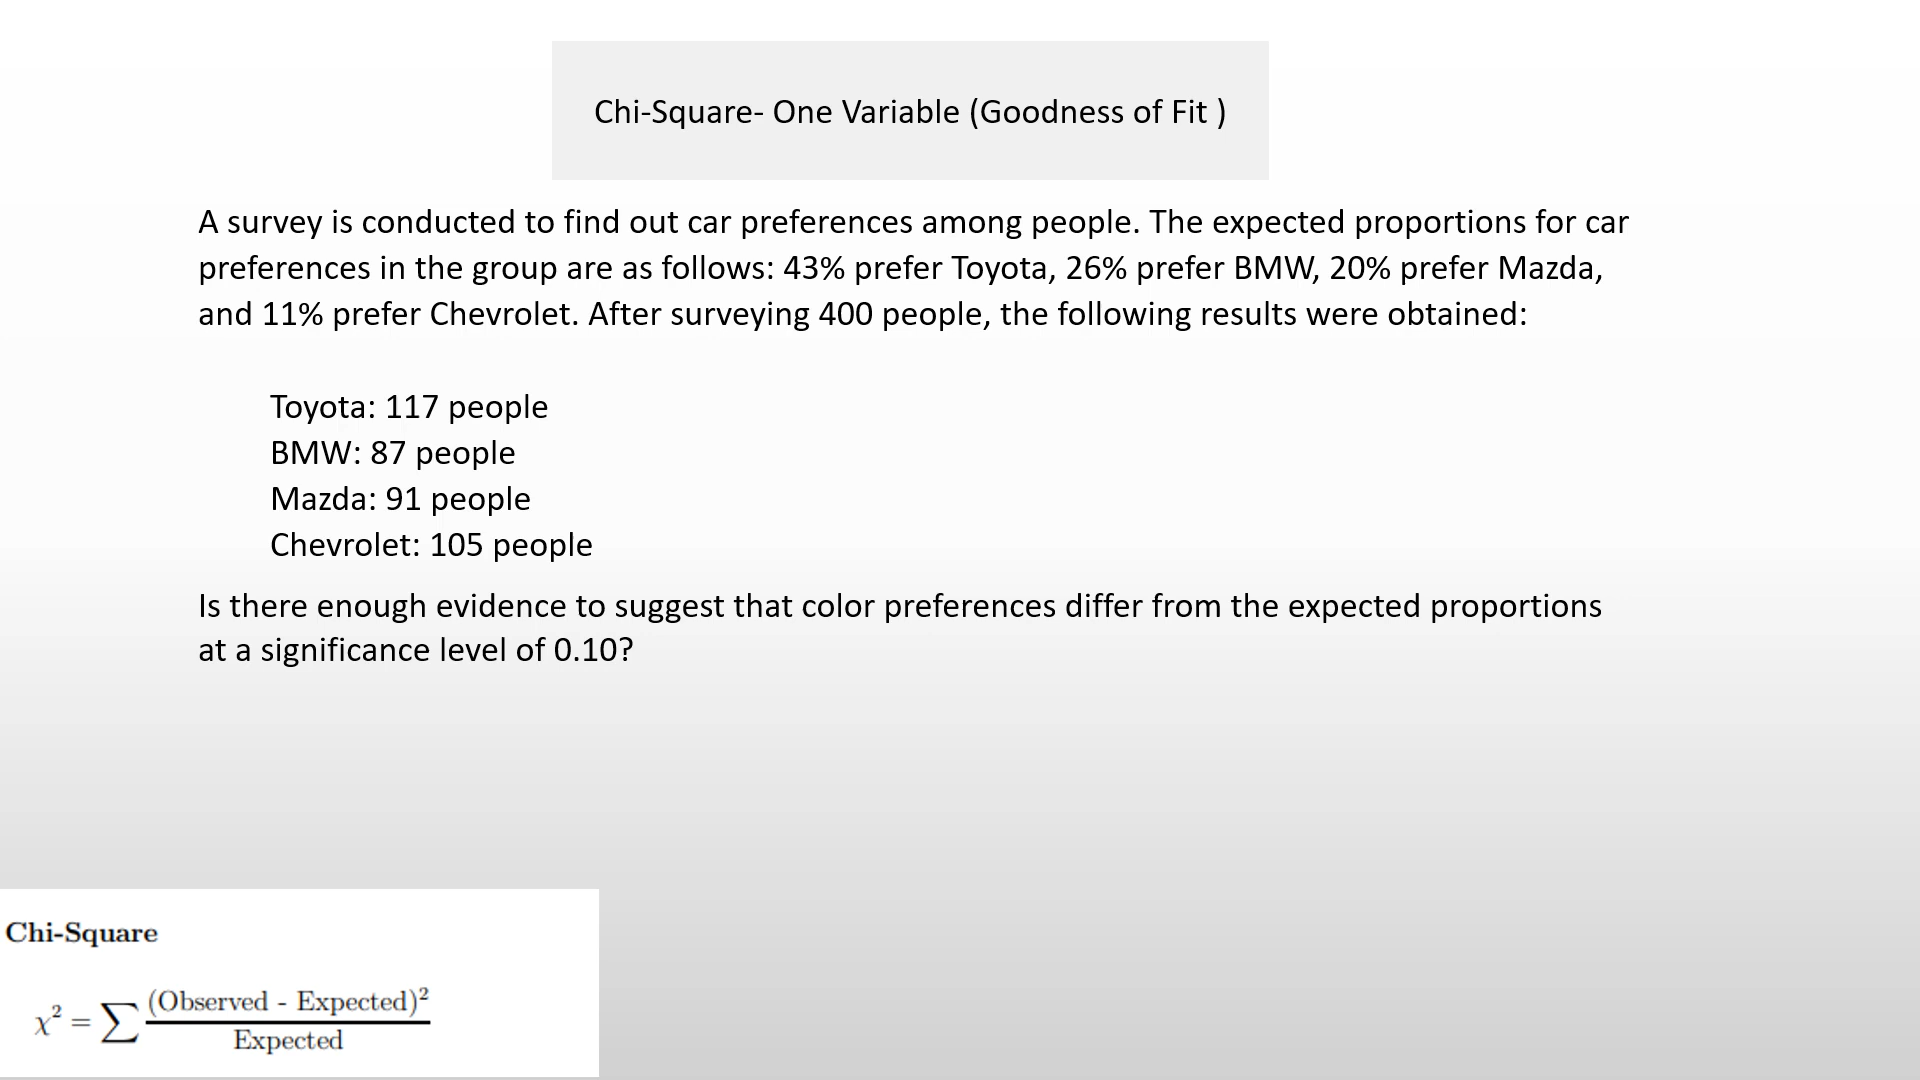 Chi-Square- One Variable (Goodness of Fit )
A survey is conducted to find out car preferences among people. The expected proportions for car
preferences in the group are as follows: 43% prefer Toyota, 26% prefer BMW, 20% prefer Mazda,
and 11% prefer Chevrolet. After surveying 400 people, the following results were obtained:
Toyota: 117 people
BMW: 87 people
Mazda: 91 people
Chevrolet: 105 people
Is there enough evidence to suggest that color preferences differ from the expected proportions
at a significance level of 0.10?
Chi-Square
χ² = ∑ (Observed - Expected)² / Expected